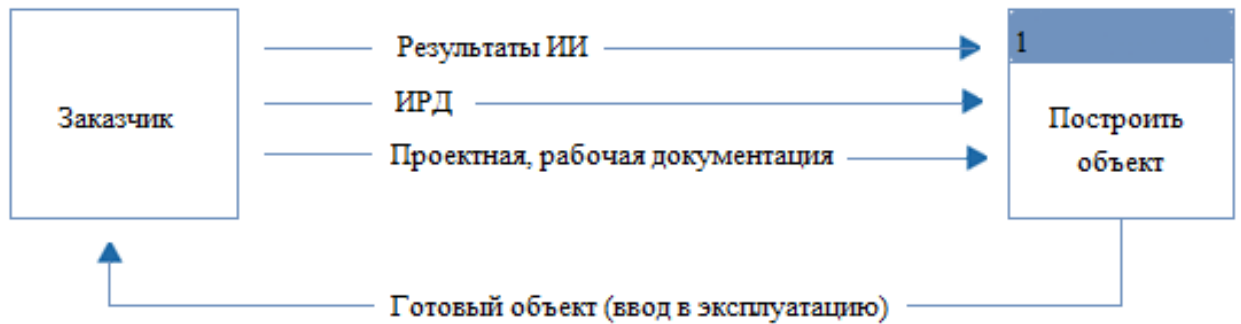 Результаты ИИ
1
ИРД
Заказчик
Построить
объект
Проектная, рабочая документация
Готовый объект (ввод в эксплуатацию)